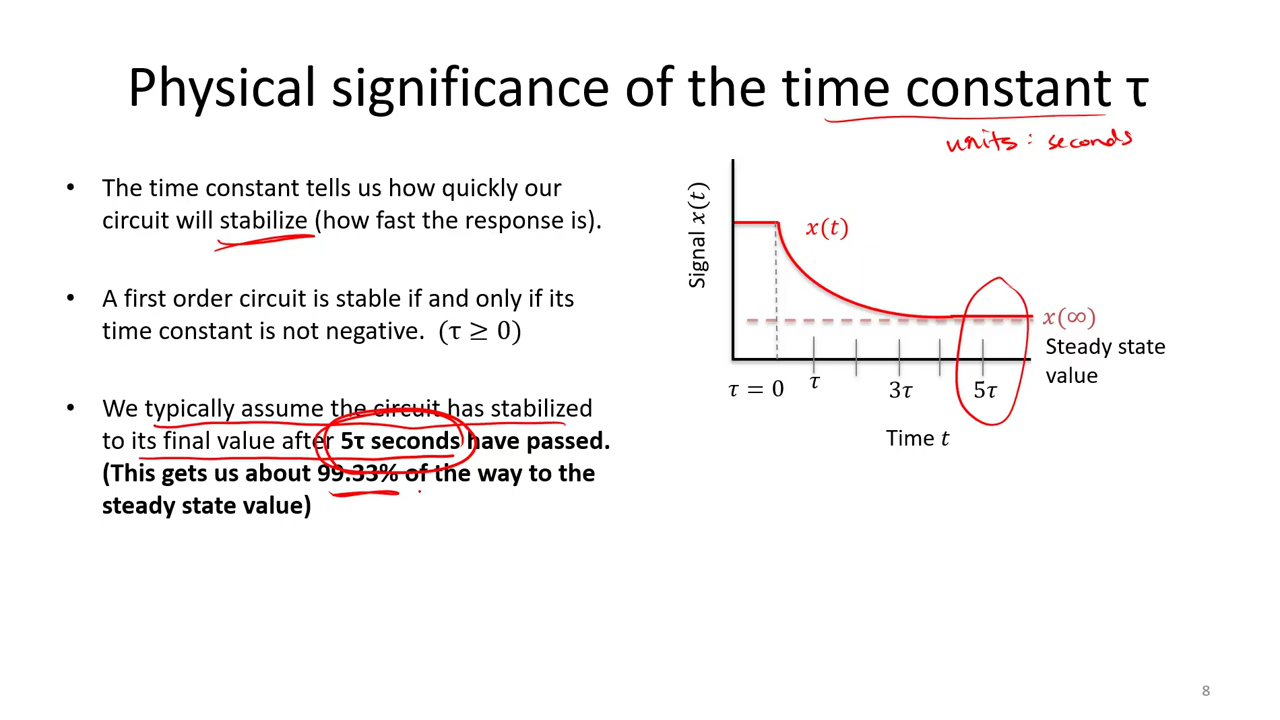 Physical significance of the time constant τ
units: seconds
• The time constant tells us how quickly our
circuit will stabilize (how fast the response is).
• A first order circuit is stable if and only if its
time constant is not negative. (τ ≥ 0)
• We typically assume the circuit has stabilized
to its final value after 5τ seconds have passed.
(This gets us about 99.33% of the way to the
steady state value)
Signal x(t)
x(t)
x(∞)
Steady state
value
τ = 0
τ
3τ
5τ
Time t
8